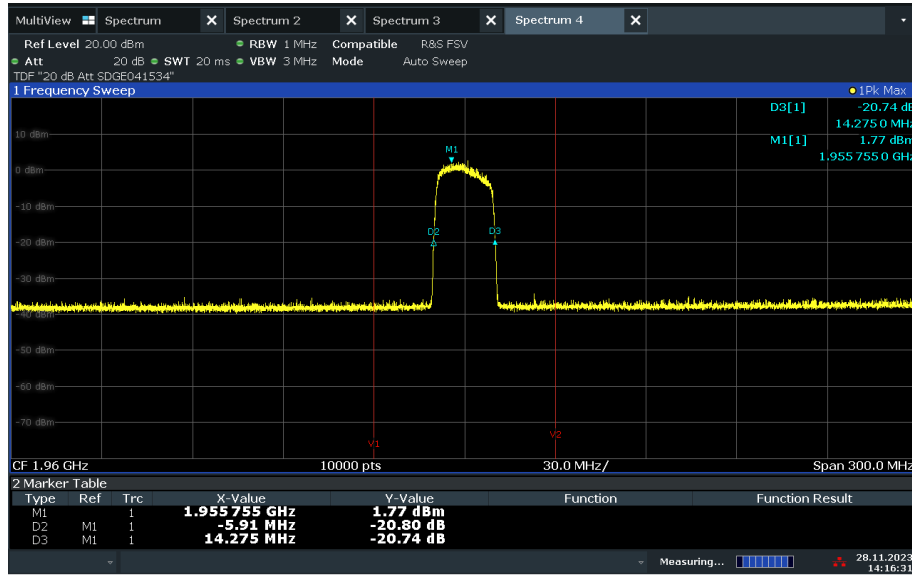 MultiView Spectrum Spectrum 2 Spectrum 3 Spectrum 4
Ref Level 20.00 dBm RBW 1 MHz Compatible R&S FSV
Att 20 dB SWT 20 ms VBW 3 MHz Mode Auto Sweep
TDF "20 dB Att SDGE041534"
1 Frequency Sweep 1Pk Max
D3[1] -20.74 dB
14.275 0 MHz
10 dBm
M1[1] 1.77 dBm
M1
1.955 755 0 GHz
0 dBm
-10 dBm
D2 D3
-20 dBm
-30 dBm
-40 dBm
-50 dBm
-60 dBm
-70 dBm
V1 V2
CF 1.96 GHz 10000 pts 30.0 MHz/ Span 300.0 MHz
2 Marker Table
Type Ref Trc X-Value Y-Value Function Function Result
M1 1 1.955 755 GHz 1.77 dBm
D2 M1 1 -5.91 MHz -20.80 dB
D3 M1 1 14.275 MHz -20.74 dB
Measuring... 28.11.2023
14:16:31